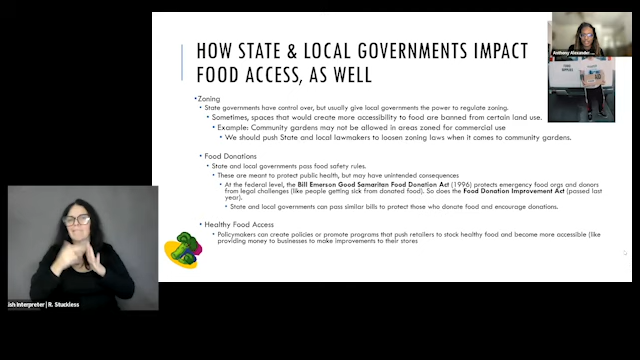 HOW STATE & LOCAL GOVERNMENTS IMPACT
FOOD ACCESS, AS WELL
•Zoning
• State governments have control over, but usually give local governments the power to regulate zoning.
• Sometimes, spaces that would create more accessibility to food are banned from certain land use.
• Example: Community gardens may not be allowed in areas zoned for commercial use
• We should push State and local lawmakers to loosen zoning laws when it comes to community gardens.
• Food Donations
• State and local governments pass food safety rules.
• These are meant to protect public health, but may have unintended consequences
• At the federal level, the Bill Emerson Good Samaritan Food Donation Act (1996) protects emergency food orgs and donors
from legal challenges (like people getting sick from donated food). So does the Food Donation Improvement Act (passed last
year).
• State and local governments can pass similar bills to protect those who donate food and encourage donations.
• Healthy Food Access
• Policymakers can create policies or promote programs that push retailers to stock healthy food and become more accessible (like
providing money to businesses to make improvements to their stores
Anthony Alexander
ish Interpreter | R. Stuckless